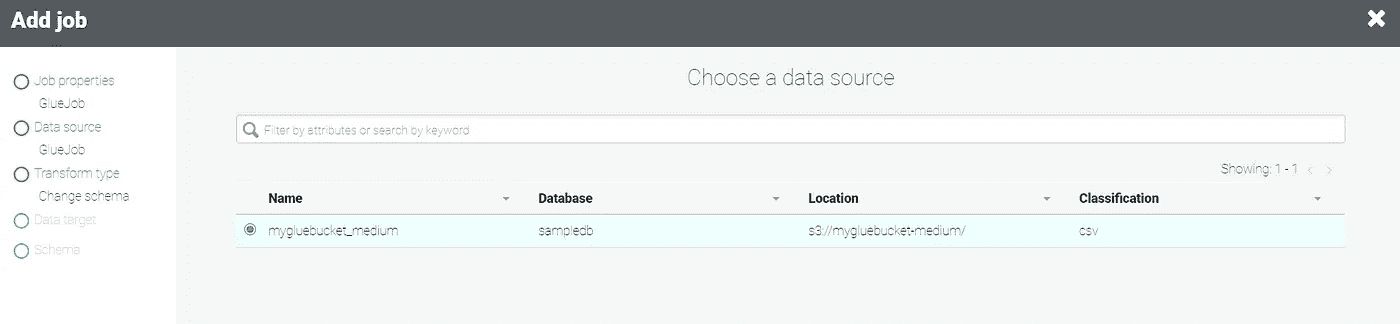 Add job
Job properties
GlueJob
Data source
GlueJob
Transform type
Change schema
Data target
Schema
Choose a data source
Filter by attributes or search by keyword
Showing: 1 - 1
Name Database Location Classification
mygluebucket_medium sampledb s3://mygluebucket-medium/ csv